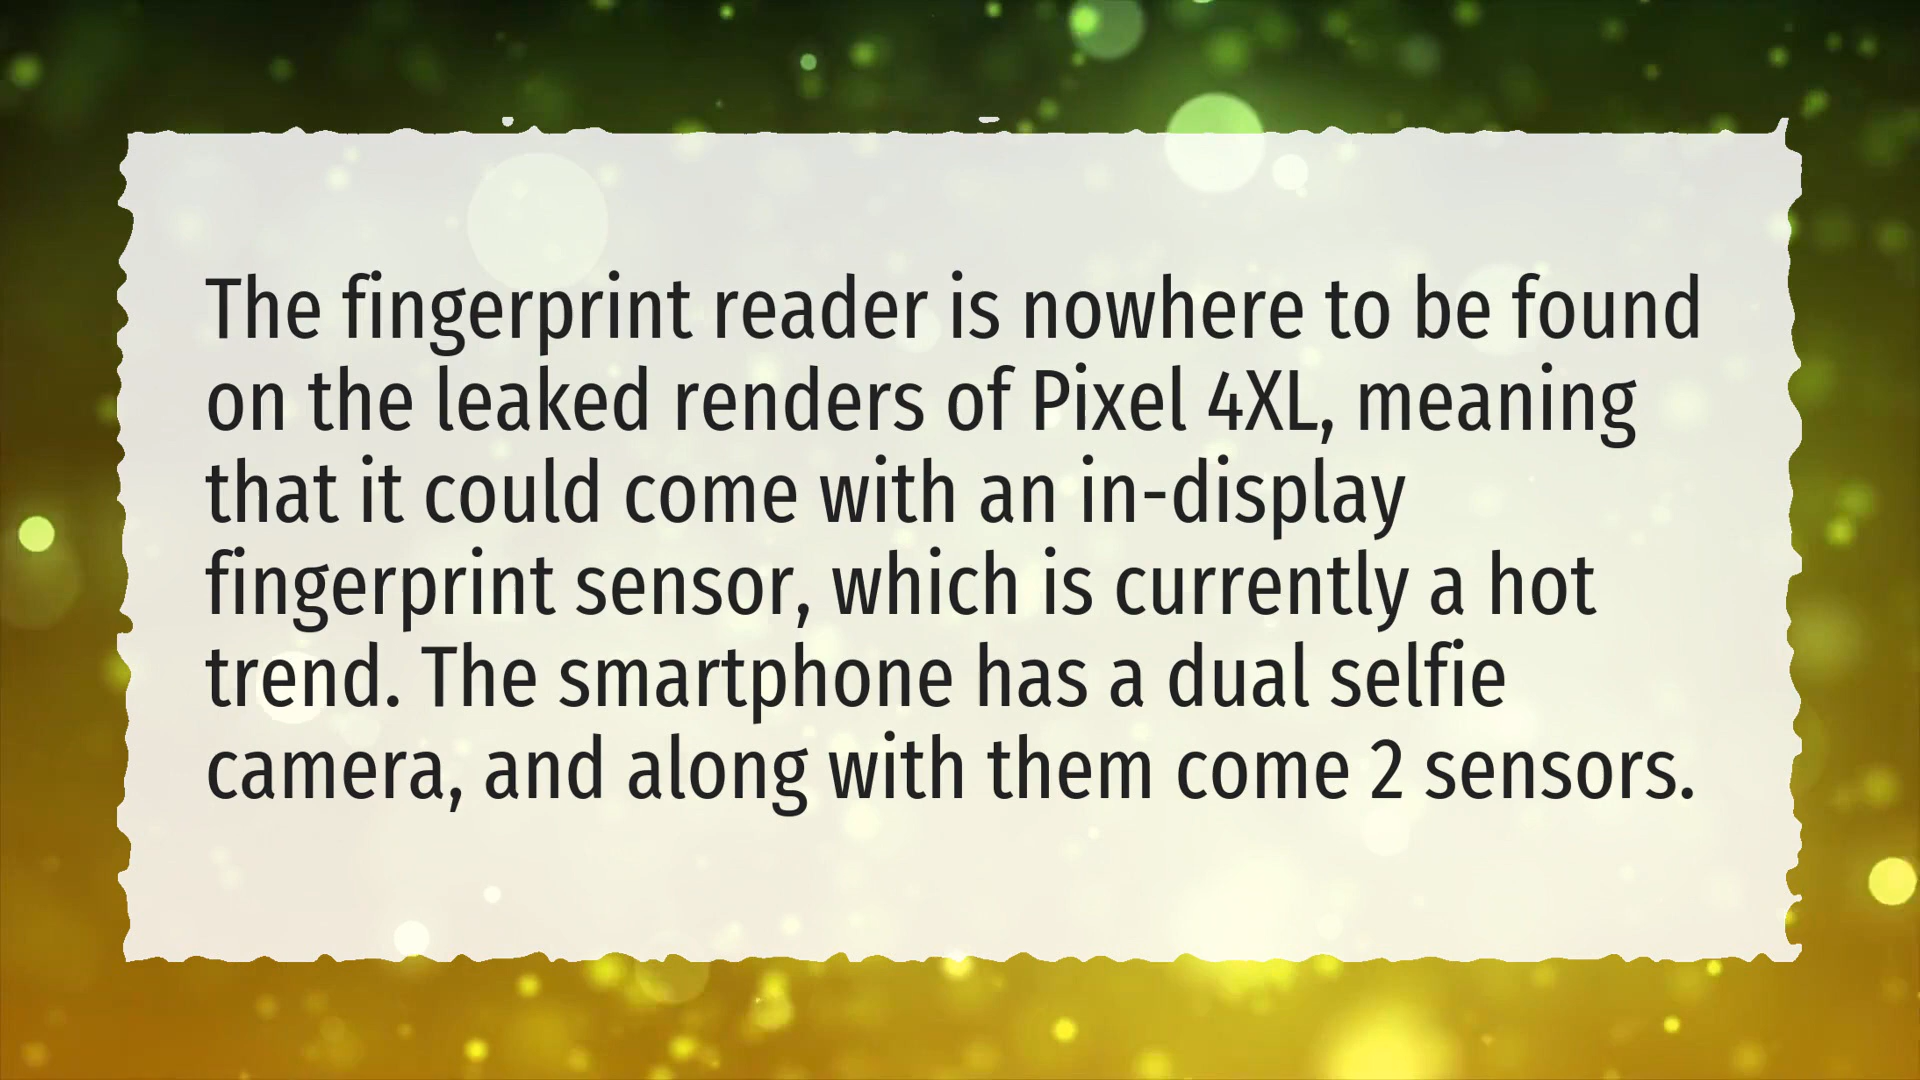 The fingerprint reader is nowhere to be found
on the leaked renders of Pixel 4XL, meaning
that it could come with an in-display
fingerprint sensor, which is currently a hot
trend. The smartphone has a dual selfie
camera, and along with them come 2 sensors.